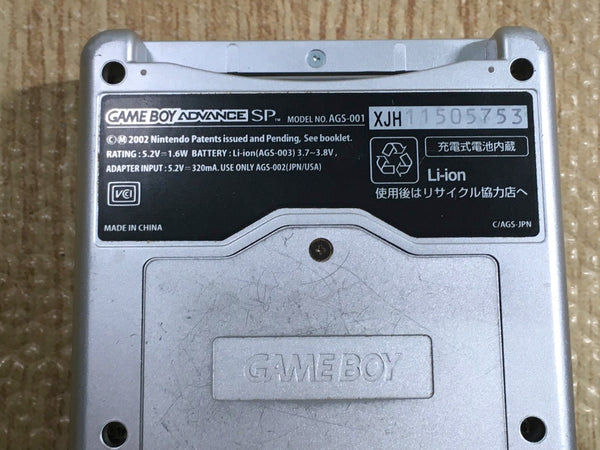 GAME BOY ADVANCE SP™ MODEL NO. AGS-001 XJH11505753
©Ⓜ 2002 Nintendo Patents issued and Pending, See booklet.
RATING : 5.2V⎓1.6W BATTERY : Li-ion(AGS-003) 3.7~3.8V ,
ADAPTER INPUT : 5.2V⎓320mA. USE ONLY AGS-002(JPN/USA)
VCI
MADE IN CHINA
充電式電池内蔵
Li-ion
使用後はリサイクル協力店へ
C/AGS-JPN
GAME BOY